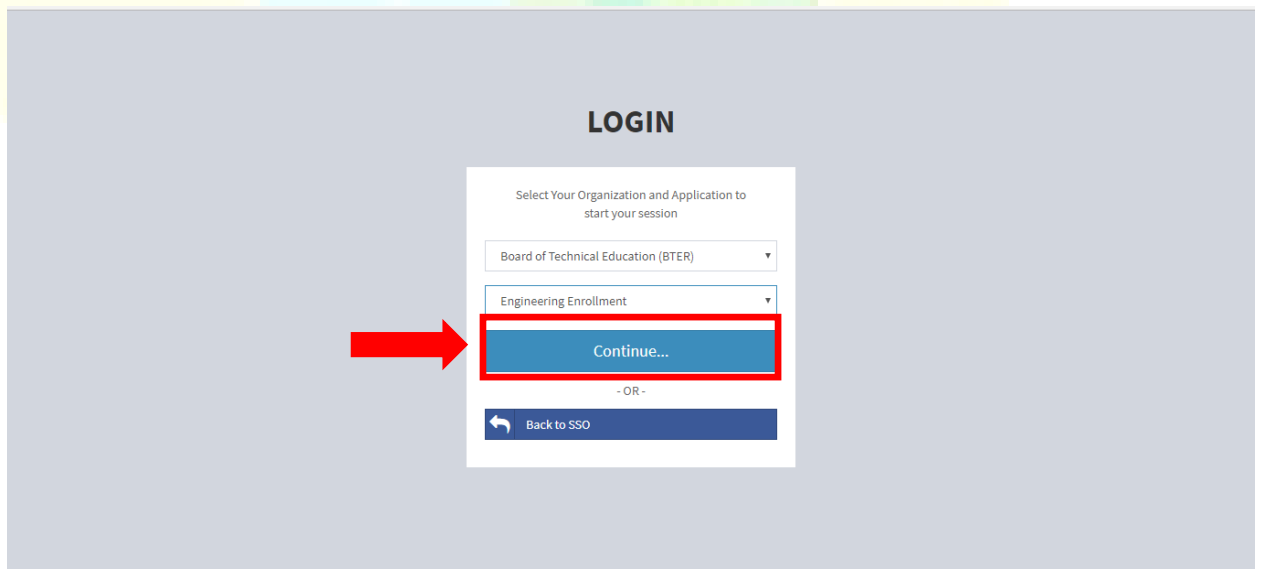 LOGIN
Select Your Organization and Application to
start your session
Board of Technical Education (BTER)
Engineering Enrollment
Continue...
- OR -
Back to SSO